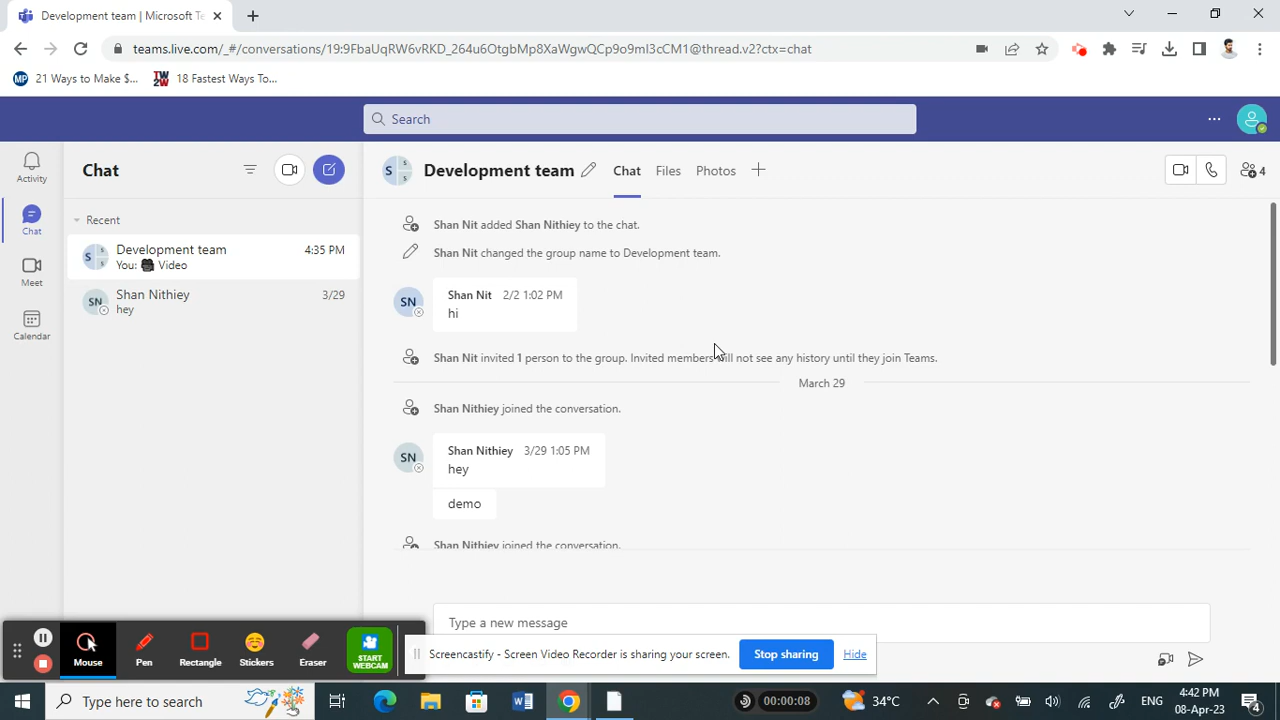 Development team | Microsoft Te
teams.live.com/_#/conversations/19:9FbaUqRW6vRKD_264u6OtgbMp8XaWgwQCp9o9mI3cCM1@thread.v2?ctx=chat
MP 21 Ways to Make $... TW2W 18 Fastest Ways To...
Search
Activity
Chat
Meet
Calendar
Chat
Recent
Development team 4:35 PM
You: Video
SN Shan Nithiey 3/29
hey
S s s Development team Chat Files Photos 4
Shan Nit added Shan Nithiey to the chat.
Shan Nit changed the group name to Development team.
SN Shan Nit 2/2 1:02 PM
hi
Shan Nit invited 1 person to the group. Invited members will not see any history until they join Teams.
March 29
Shan Nithiey joined the conversation.
SN Shan Nithiey 3/29 1:05 PM
hey
demo
Shan Nithiey joined the conversation.
Type a new message
Mouse Pen Rectangle Stickers Eraser START WEBCAM
Screencastify - Screen Video Recorder is sharing your screen. Stop sharing Hide
Type here to search
00:00:08 34°C ENG 4:42 PM
08-Apr-23 4